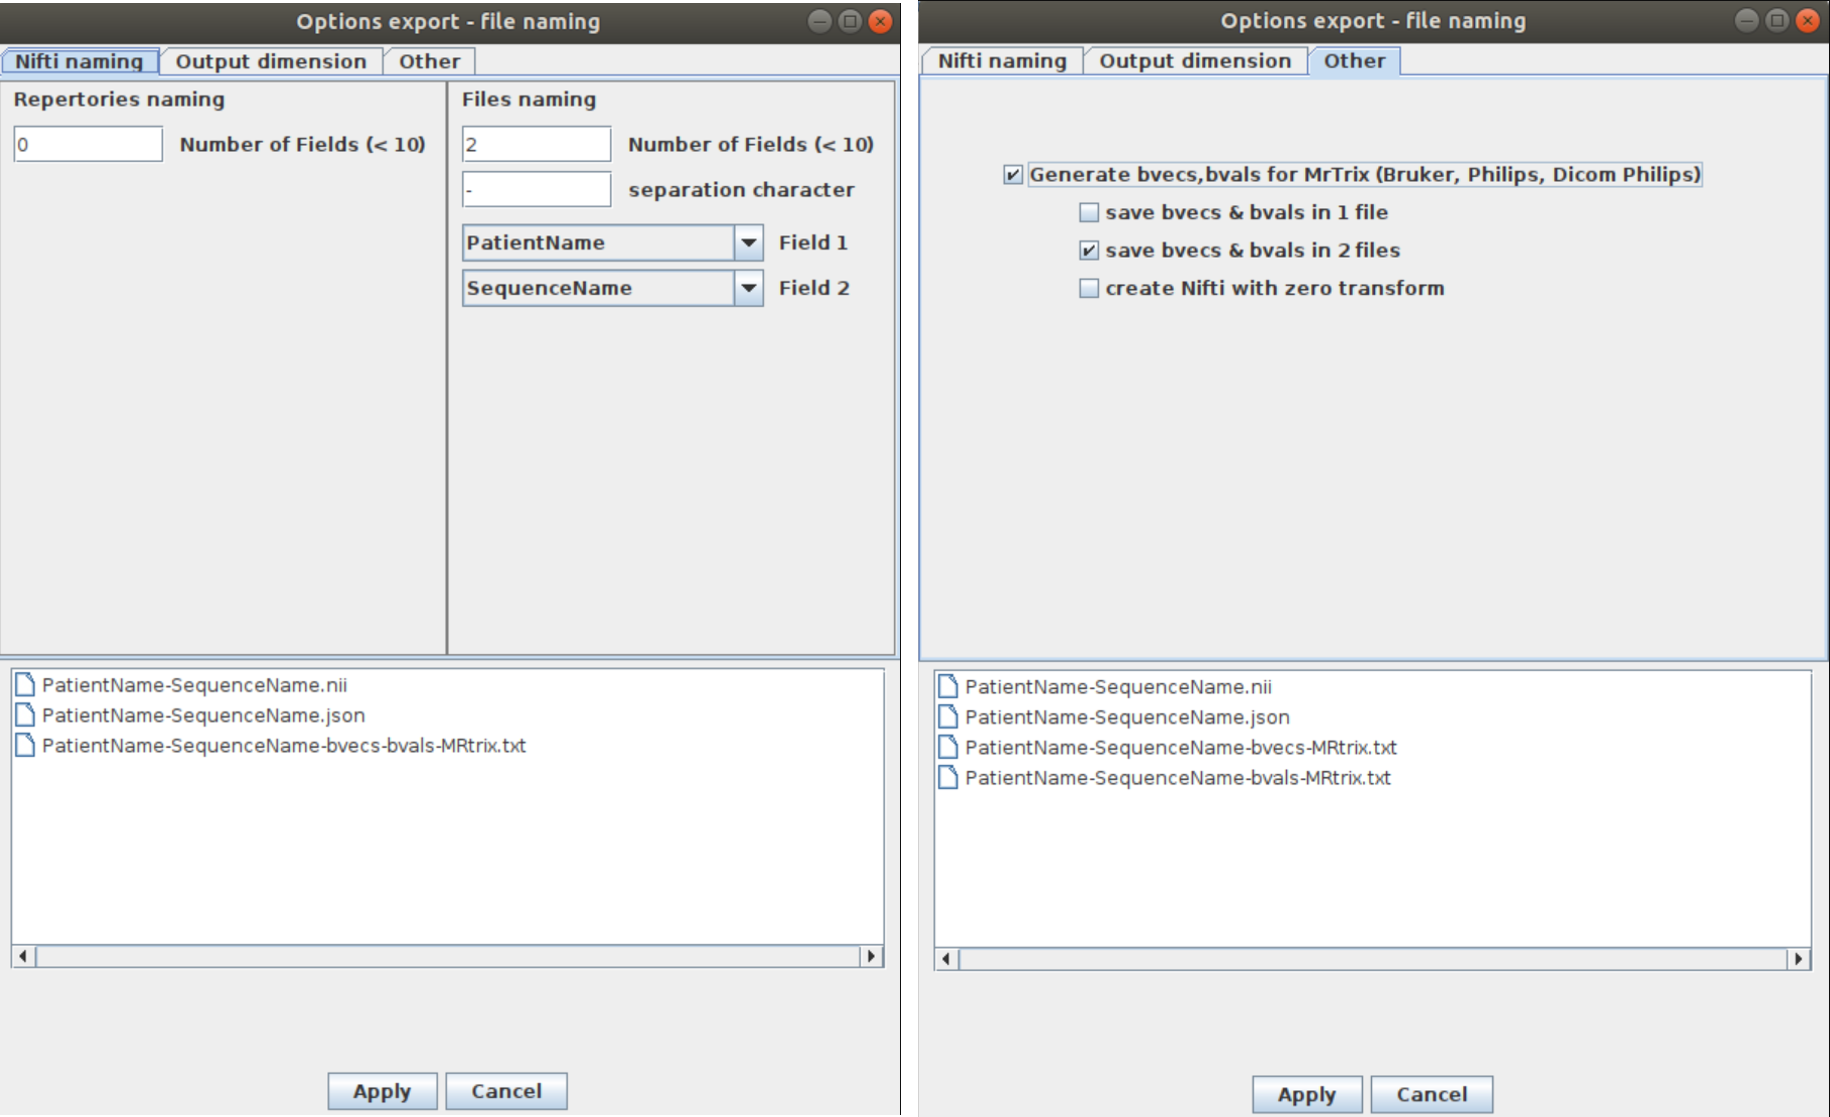 Options export - file naming
Nifti naming
Output dimension
Other
Repertories naming
0
Number of Fields (< 10)
Files naming
2
Number of Fields (< 10)
-
separation character
PatientName
Field 1
SequenceName
Field 2
PatientName-SequenceName.nii
PatientName-SequenceName.json
PatientName-SequenceName-bvecs-bvals-MRtrix.txt
Apply
Cancel
Options export - file naming
Nifti naming
Output dimension
Other
Generate bvecs,bvals for MrTrix (Bruker, Philips, Dicom Philips)
save bvecs & bvals in 1 file
save bvecs & bvals in 2 files
create Nifti with zero transform
PatientName-SequenceName.nii
PatientName-SequenceName.json
PatientName-SequenceName-bvecs-MRtrix.txt
PatientName-SequenceName-bvals-MRtrix.txt
Apply
Cancel